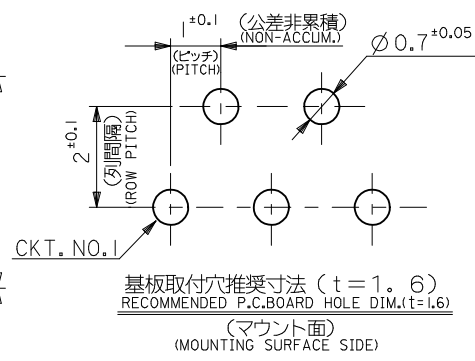 1±0.1
(公差非累積)
(NON-ACCUM.)
(ピッチ)
(PITCH)
Ø0.7±0.05
2±0.1
(列間隔)
(ROW PITCH)
CKT. NO.1
基板取付穴推奨寸法(t=1.6)
RECOMMENDED P.C.BOARD HOLE DIM.(t=1.6)
(マウント面)
(MOUNTING SURFACE SIDE)